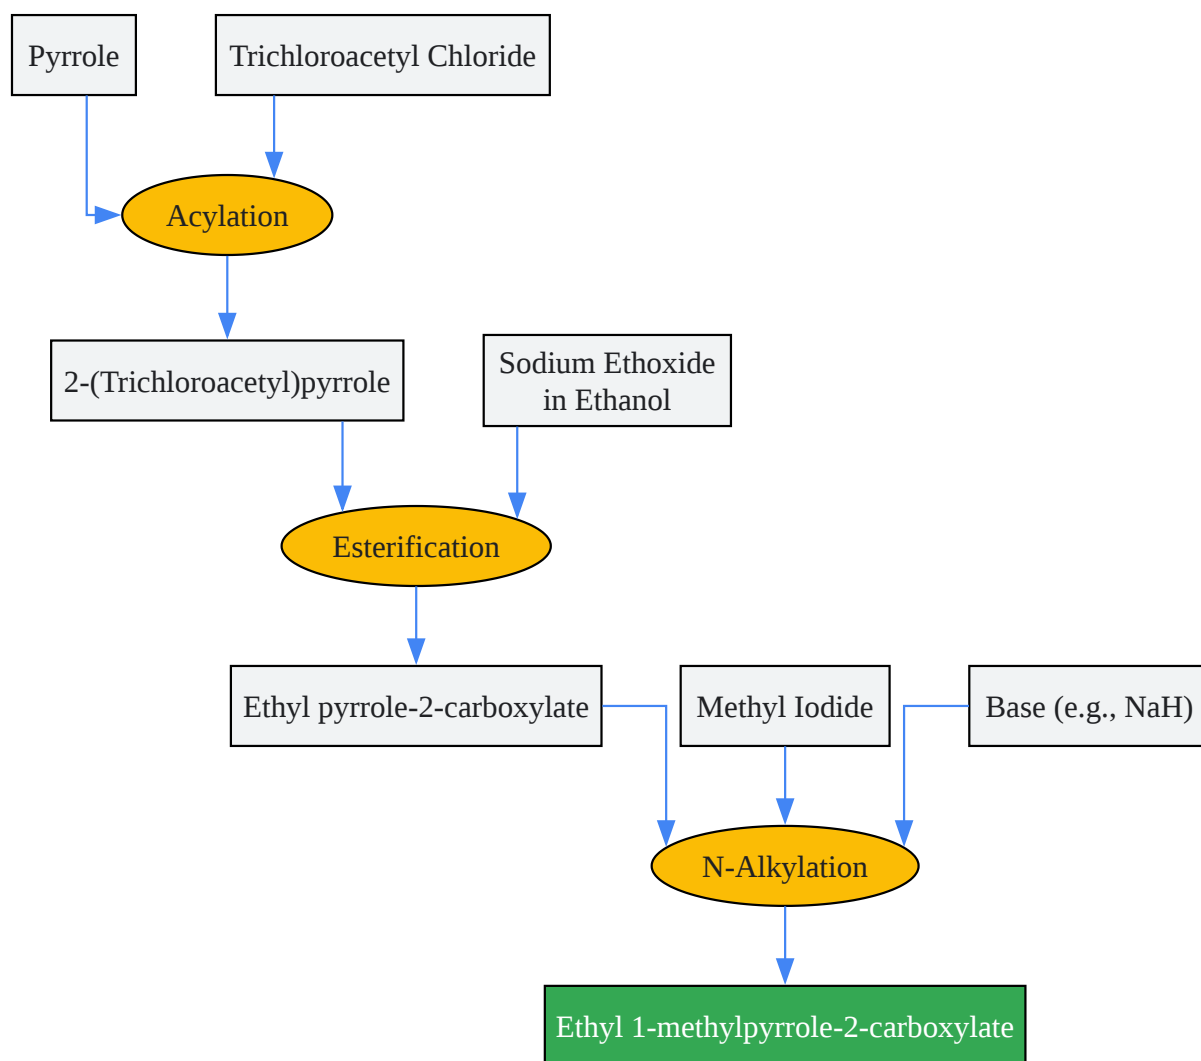 Pyrrole
Trichloroacetyl Chloride
Acylation
2-(Trichloroacetyl)pyrrole
Sodium Ethoxide
in Ethanol
Esterification
Ethyl pyrrole-2-carboxylate
Methyl Iodide
Base (e.g., NaH)
N-Alkylation
Ethyl 1-methylpyrrole-2-carboxylate